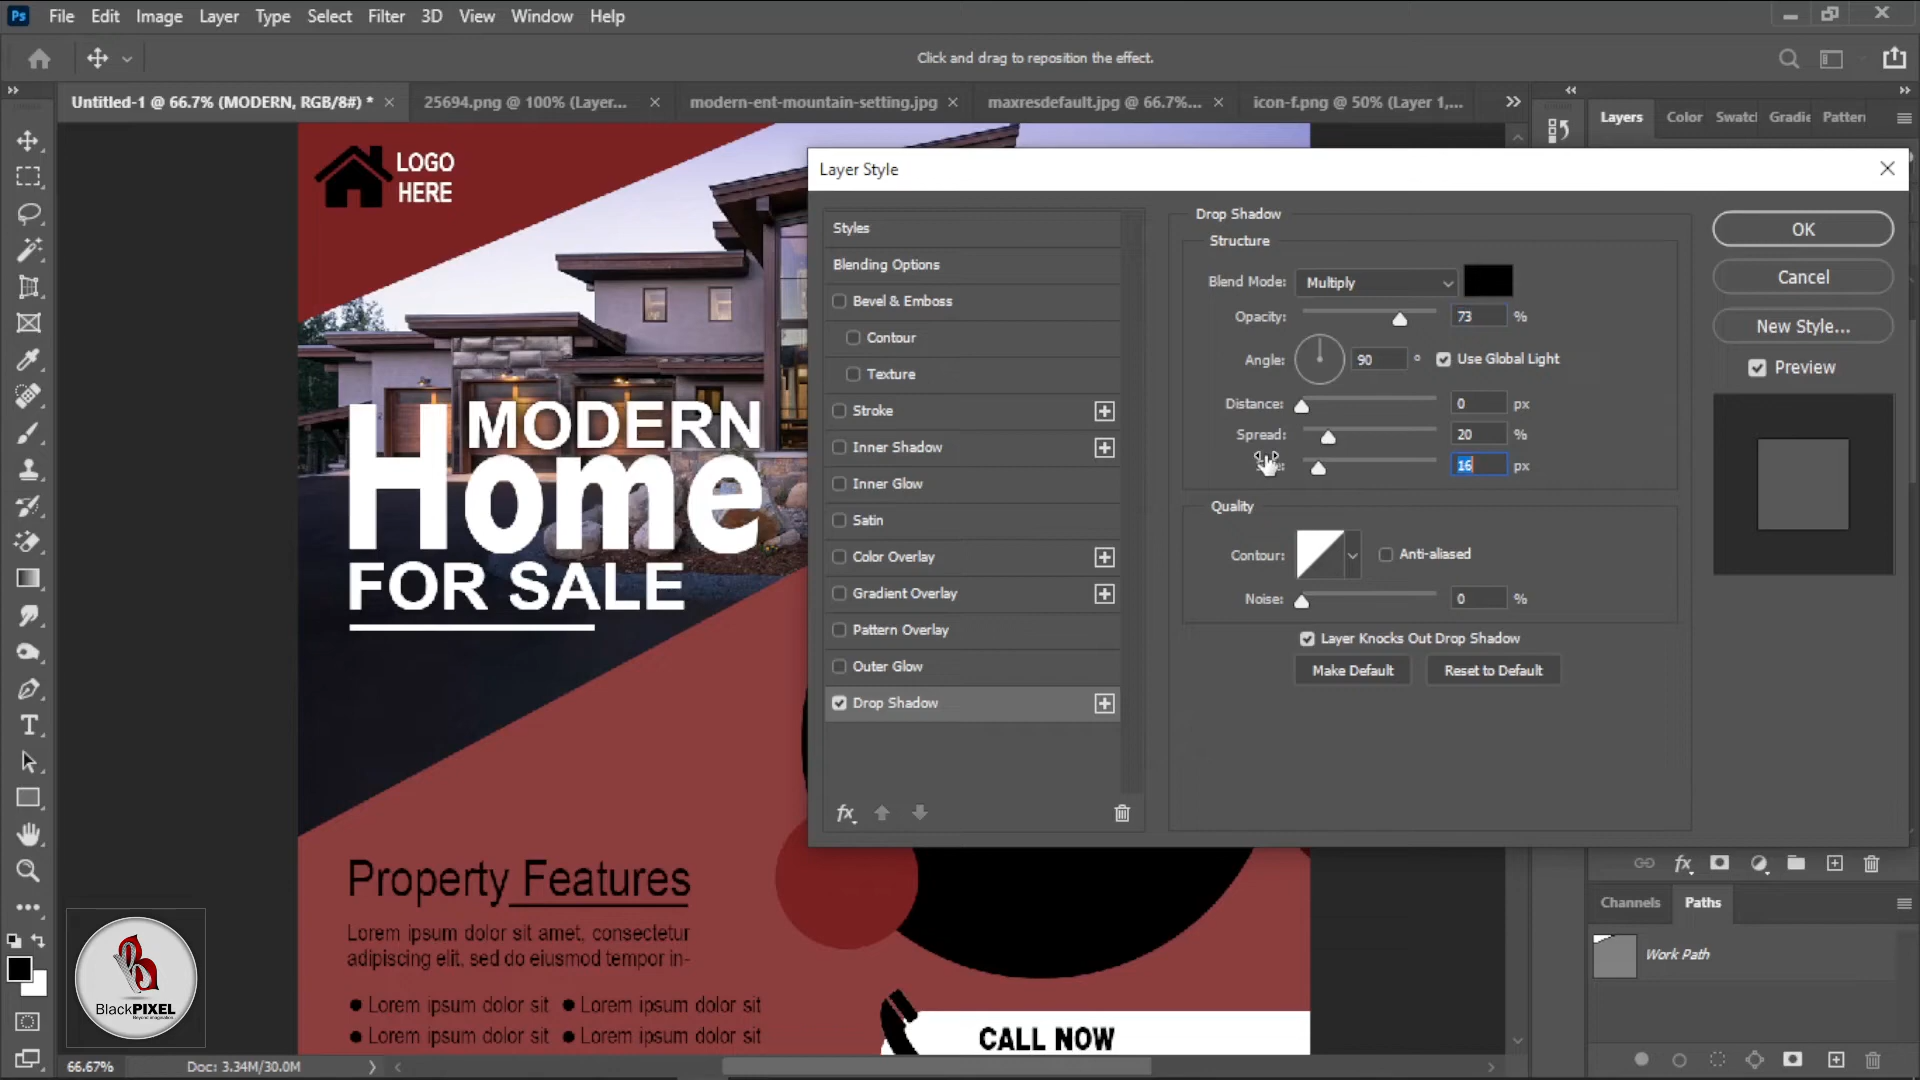 Ps File Edit Image Layer Type Select Filter 3D View Window Help
Click and drag to reposition the effect.
Untitled-1 @ 66.7% (MODERN, RGB/8#) * 25694.png @ 100% (Layer... modern-ent-mountain-setting.jpg maxresdefault.jpg @ 66.7%... icon-f.png @ 50% (Layer 1,...
Layers Color Swatcl Gradie Patter
LOGO
HERE
MODERN
Home
FOR SALE
Property Features
Lorem ipsum dolor sit amet, consectetur
adipiscing elit, sed do eiusmod tempor in-
● Lorem ipsum dolor sit ● Lorem ipsum dolor sit
● Lorem ipsum dolor sit ● Lorem ipsum dolor sit
CALL NOW
Layer Style
Styles
Blending Options
Bevel & Emboss
Contour
Texture
Stroke
Inner Shadow
Inner Glow
Satin
Color Overlay
Gradient Overlay
Pattern Overlay
Outer Glow
Drop Shadow
fx
Drop Shadow
Structure
Blend Mode: Multiply
Opacity: 73 %
Angle: 90 ° Use Global Light
Distance: 0 px
Spread: 20 %
16 px
Quality
Contour: Anti-aliased
Noise: 0 %
Layer Knocks Out Drop Shadow
Make Default Reset to Default
OK
Cancel
New Style...
Preview
fx
Channels Paths
Work Path
BlackPIXEL
66.67% Doc: 3.34M/30.0M